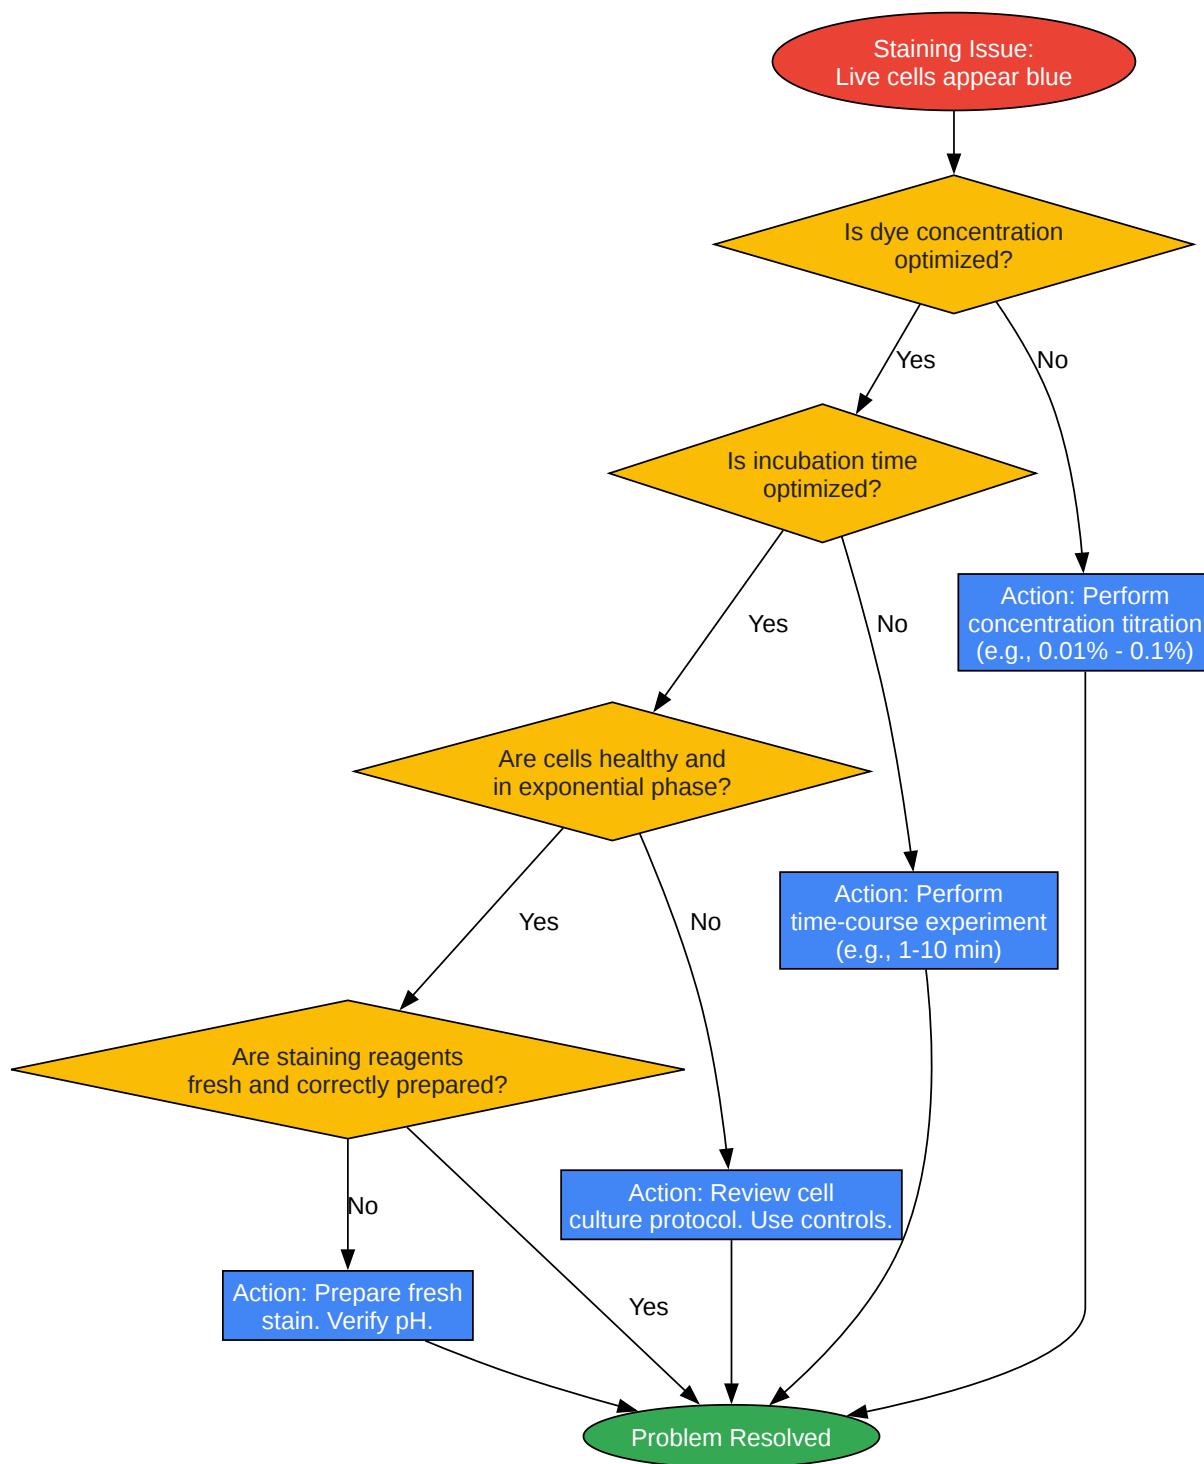 Staining Issue:
Live cells appear blue
Is dye concentration
optimized?
Yes
No
Is incubation time
optimized?
Yes
No
Action: Perform
concentration titration
(e.g., 0.01% - 0.1%)
Are cells healthy and
in exponential phase?
Yes
No
Action: Perform
time-course experiment
(e.g., 1-10 min)
Are staining reagents
fresh and correctly prepared?
No
Yes
Action: Review cell
culture protocol. Use controls.
Action: Prepare fresh
stain. Verify pH.
Problem Resolved